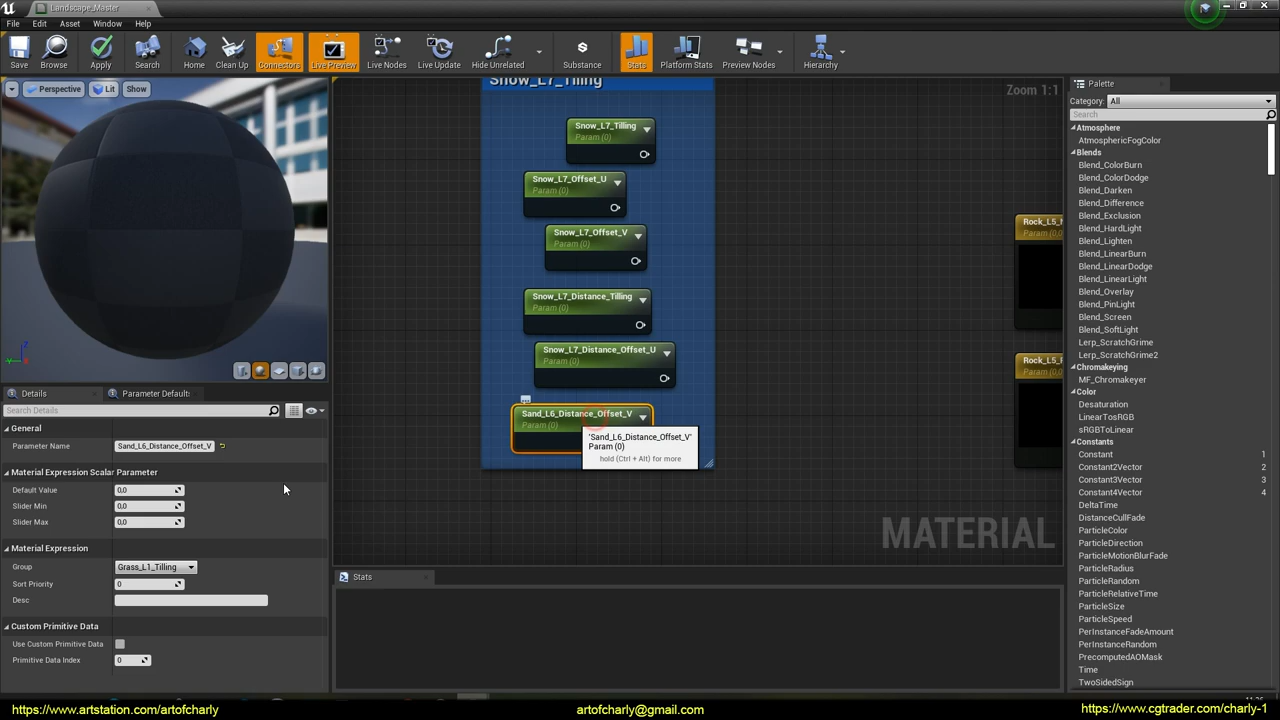 Landscape_Master
File Edit Asset Window Help
Save Browse Apply Search Home Clean Up Connectors Live Preview Live Nodes Live Update Hide Unrelated Substance Stats Platform Stats Preview Nodes Hierarchy
Perspective Lit Show
Snow_L7_Tilling
Zoom 1:1
Snow_L7_Tilling
Param (0)
Snow_L7_Offset_U
Param (0)
Snow_L7_Offset_V
Param (0)
Snow_L7_Distance_Tilling
Param (0)
Snow_L7_Distance_Offset_U
Param (0)
Sand_L6_Distance_Offset_V
Param (0)
'Sand_L6_Distance_Offset_V'
Param (0)
hold (Ctrl + Alt) for more
Param (0,0
Param (0,0
MATERIAL
Details Parameter Default:
Search Details
General
Parameter Name Sand_L6_Distance_Offset_V
Material Expression Scalar Parameter
Default Value 0,0
Slider Min 0,0
Slider Max 0,0
Material Expression
Group Grass_L1_Tilling
Sort Priority 0
Desc
Custom Primitive Data
Use Custom Primitive Data
Primitive Data Index 0
Stats
Palette
Category: All
Search
Atmosphere
AtmosphericFogColor
Blends
Blend_ColorBurn
Blend_ColorDodge
Blend_Darken
Blend_Difference
Blend_Exclusion
Blend_HardLight
Blend_Lighten
Blend_LinearBurn
Blend_LinearDodge
Blend_LinearLight
Blend_Overlay
Blend_PinLight
Blend_Screen
Blend_SoftLight
Lerp_ScratchGrime
Lerp_ScratchGrime2
Chromakeying
MF_Chromakeyer
Color
Desaturation
LinearTosRGB
sRGBToLinear
Constants
Constant 1
Constant2Vector 2
Constant3Vector 3
Constant4Vector 4
DeltaTime
DistanceCullFade
ParticleColor
ParticleDirection
ParticleMotionBlurFade
ParticleRadius
ParticleRandom
ParticleRelativeTime
ParticleSize
ParticleSpeed
PerInstanceFadeAmount
PerInstanceRandom
PrecomputedAOMask
Time
TwoSidedSign
https://www.artstation.com/artofcharly artofcharly@gmail.com https://www.cgtrader.com/charly-1